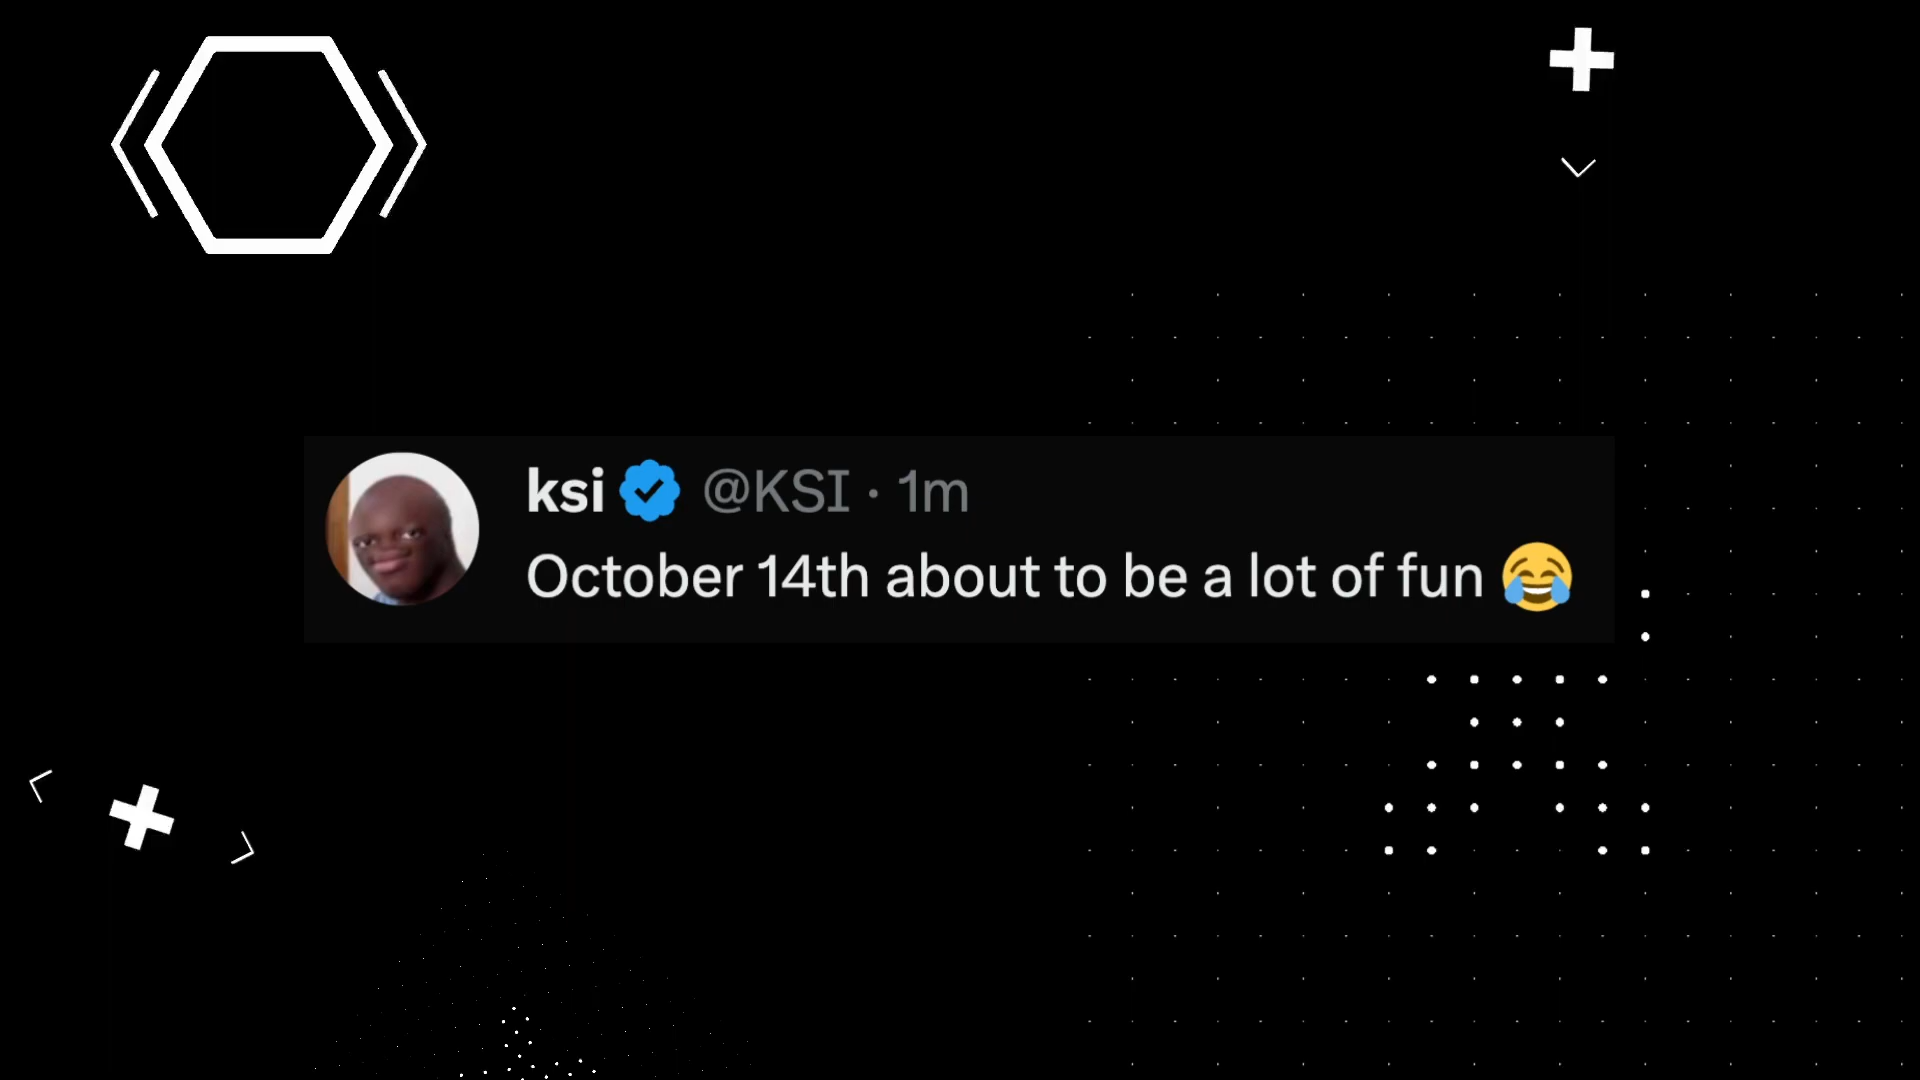 ksi @KSI · 1m
October 14th about to be a lot of fun 😂